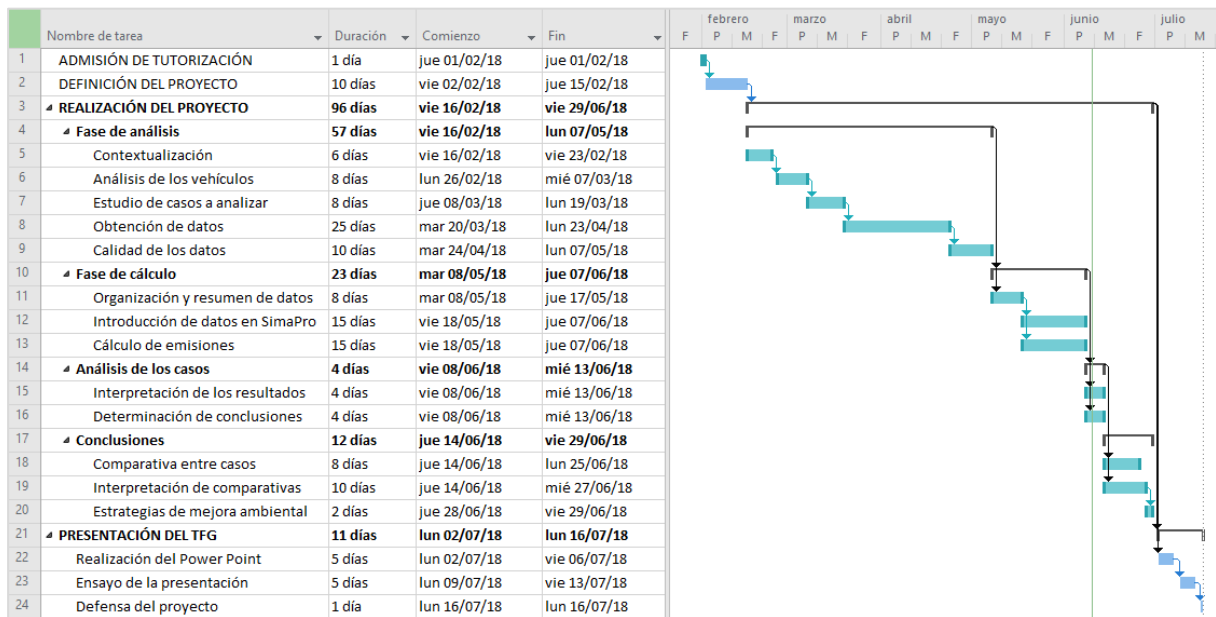 febrero marzo abril mayo junio julio
Nombre de tarea Duración Comienzo Fin F P M F P M F P M F P M F P M F P M
1 ADMISIÓN DE TUTORIZACIÓN 1 día jue 01/02/18 jue 01/02/18
2 DEFINICIÓN DEL PROYECTO 10 días vie 02/02/18 jue 15/02/18
3 REALIZACIÓN DEL PROYECTO 96 días vie 16/02/18 vie 29/06/18
4 Fase de análisis 57 días vie 16/02/18 lun 07/05/18
5 Contextualización 6 días vie 16/02/18 vie 23/02/18
6 Análisis de los vehículos 8 días lun 26/02/18 mié 07/03/18
7 Estudio de casos a analizar 8 días jue 08/03/18 lun 19/03/18
8 Obtención de datos 25 días mar 20/03/18 lun 23/04/18
9 Calidad de los datos 10 días mar 24/04/18 lun 07/05/18
10 Fase de cálculo 23 días mar 08/05/18 jue 07/06/18
11 Organización y resumen de datos 8 días mar 08/05/18 jue 17/05/18
12 Introducción de datos en SimaPro 15 días vie 18/05/18 jue 07/06/18
13 Cálculo de emisiones 15 días vie 18/05/18 jue 07/06/18
14 Análisis de los casos 4 días vie 08/06/18 mié 13/06/18
15 Interpretación de los resultados 4 días vie 08/06/18 mié 13/06/18
16 Determinación de conclusiones 4 días vie 08/06/18 mié 13/06/18
17 Conclusiones 12 días jue 14/06/18 vie 29/06/18
18 Comparativa entre casos 8 días jue 14/06/18 lun 25/06/18
19 Interpretación de comparativas 10 días jue 14/06/18 mié 27/06/18
20 Estrategias de mejora ambiental 2 días jue 28/06/18 vie 29/06/18
21 PRESENTACIÓN DEL TFG 11 días lun 02/07/18 lun 16/07/18
22 Realización del Power Point 5 días lun 02/07/18 vie 06/07/18
23 Ensayo de la presentación 5 días lun 09/07/18 vie 13/07/18
24 Defensa del proyecto 1 día lun 16/07/18 lun 16/07/18